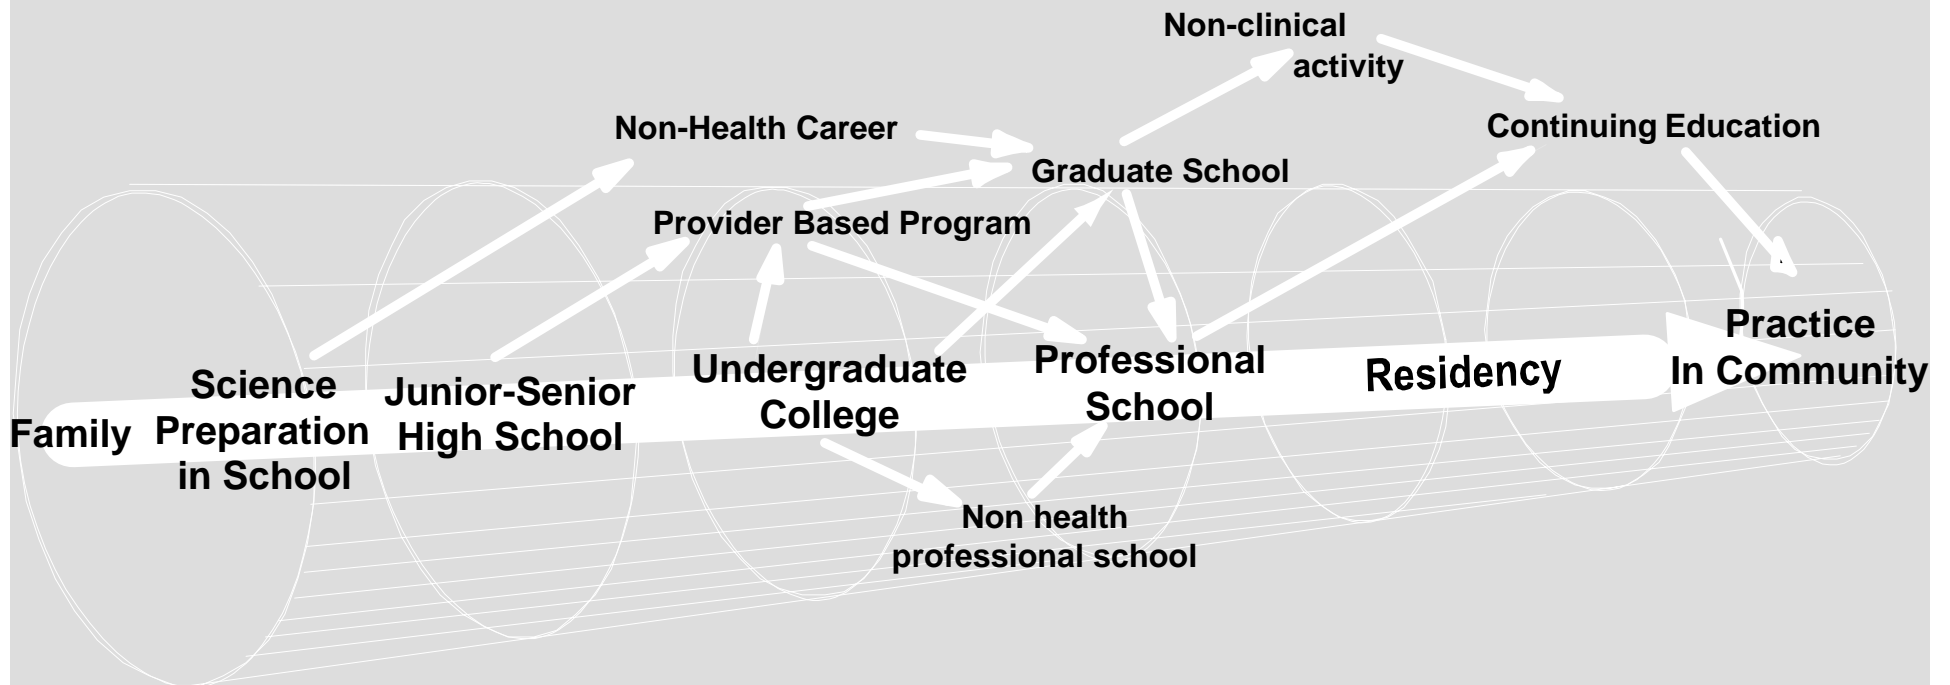 Non-clinical
activity
Non-Health Career
Continuing Education
Graduate School
Provider Based Program
Family
Science
Preparation
in School
Junior-Senior
High School
Undergraduate
College
Professional
School
Residency
Practice
In Community
Non health
professional school